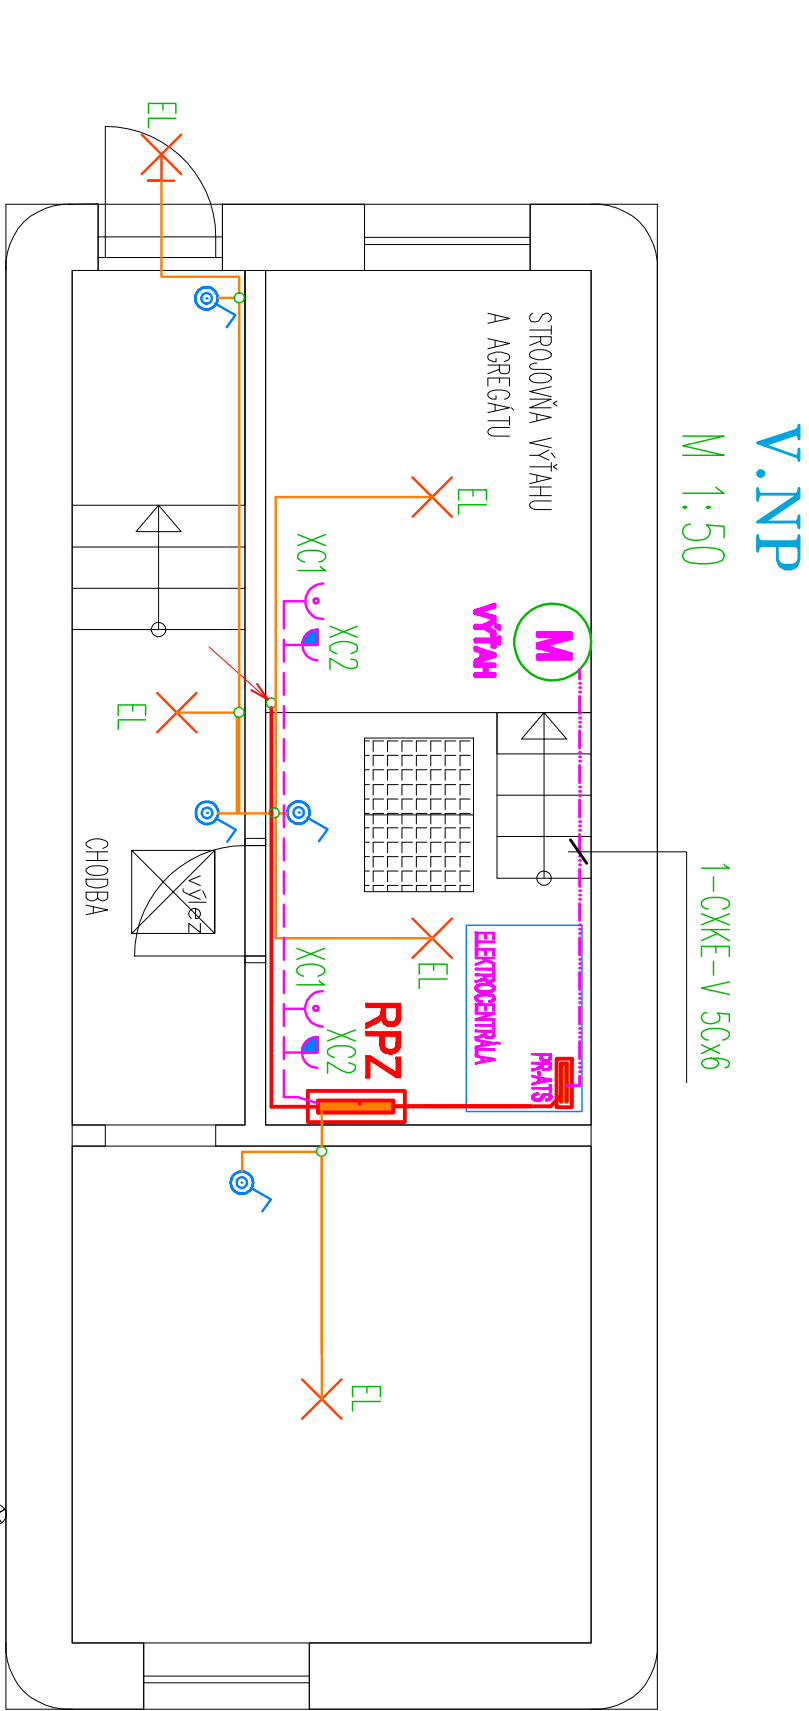 V.NP
M 1:50
1-CXKE-V 5Cx6
STROJOVŇA VÝŤAHU
A AGREGÁTU
EL
EL
M
VÝŤAH
XC1
XC2
EL
CHODBA
výlez
EL
ELEKTROCENTRÁLA
PR-ATS
RPZ
XC1
XC2
EL